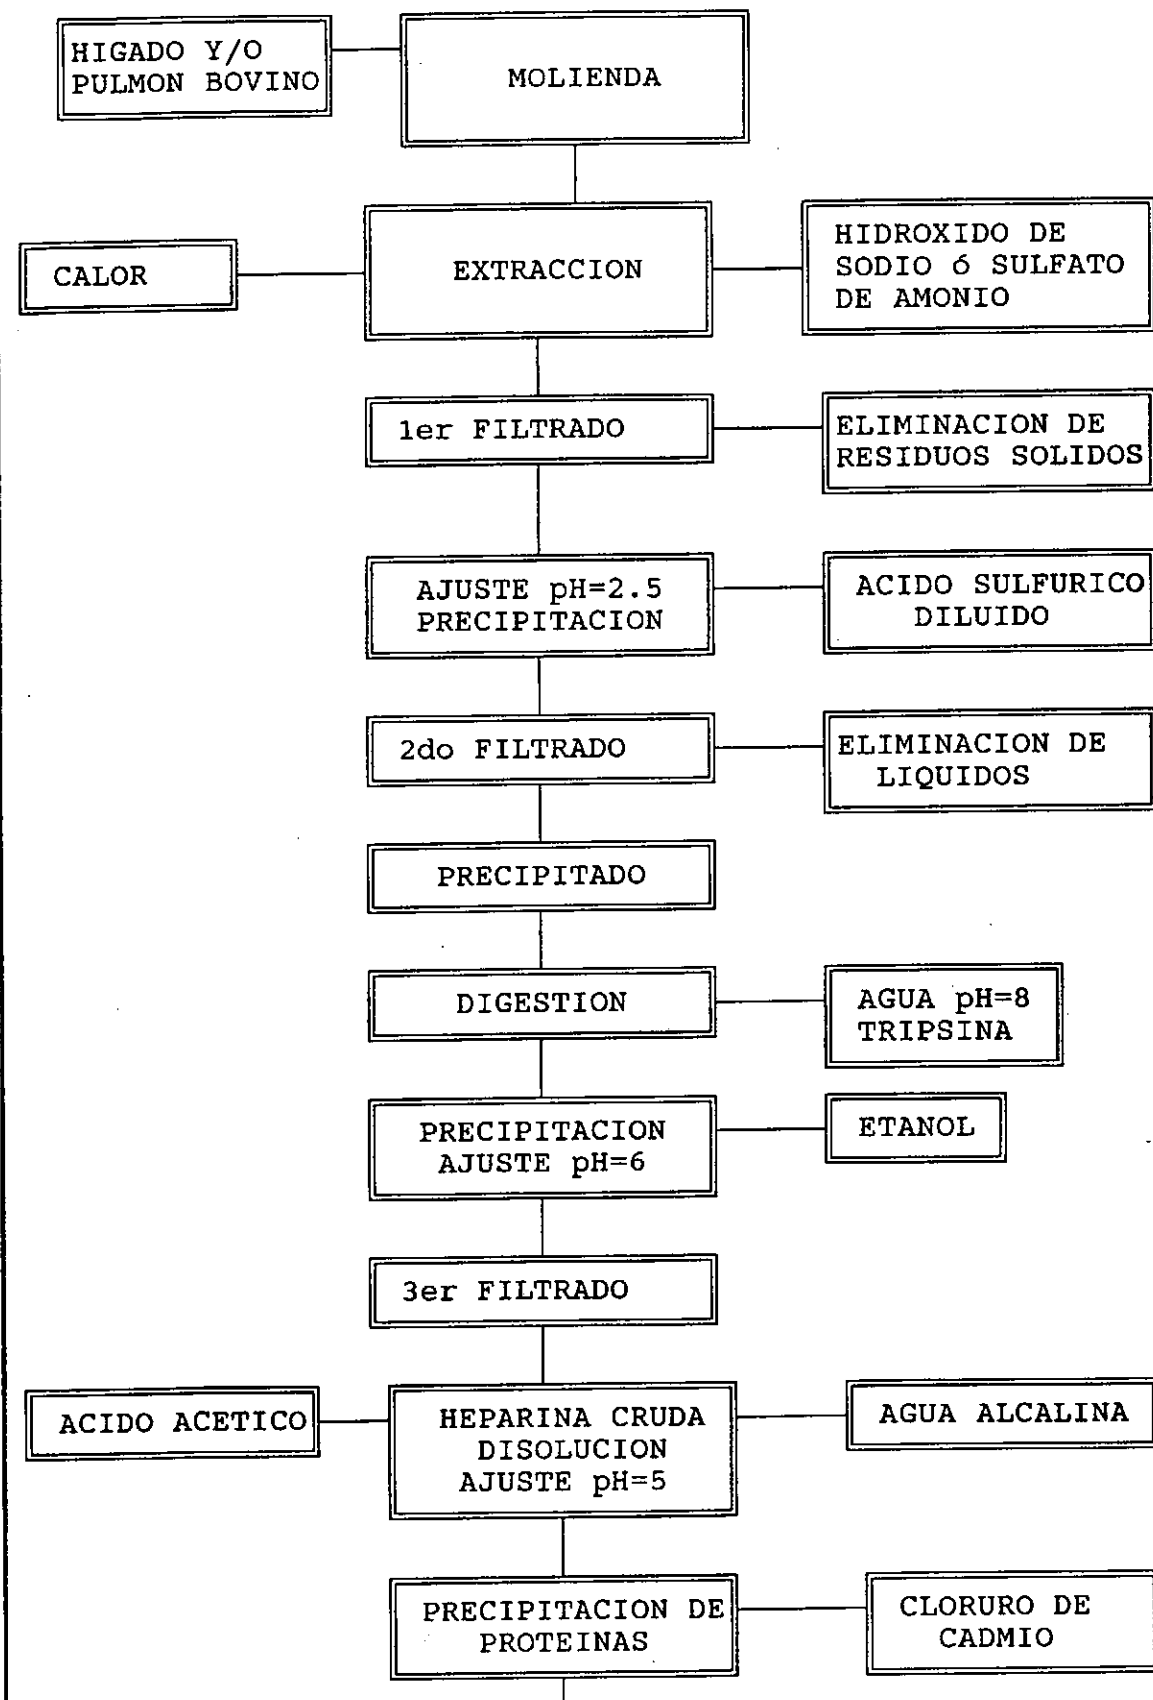 HIGADO Y/O
PULMON BOVINO
MOLIENDA
CALOR
EXTRACCION
HIDROXIDO DE
SODIO ó SULFATO
DE AMONIO
1er FILTRADO
ELIMINACION DE
RESIDUOS SOLIDOS
AJUSTE pH=2.5
PRECIPITACION
ACIDO SULFURICO
DILUIDO
2do FILTRADO
ELIMINACION DE
LIQUIDOS
PRECIPITADO
DIGESTION
AGUA pH=8
TRIPSINA
PRECIPITACION
AJUSTE pH=6
ETANOL
3er FILTRADO
ACIDO ACETICO
HEPARINA CRUDA
DISOLUCION
AJUSTE pH=5
AGUA ALCALINA
PRECIPITACION DE
PROTEINAS
CLORURO DE
CADMIO